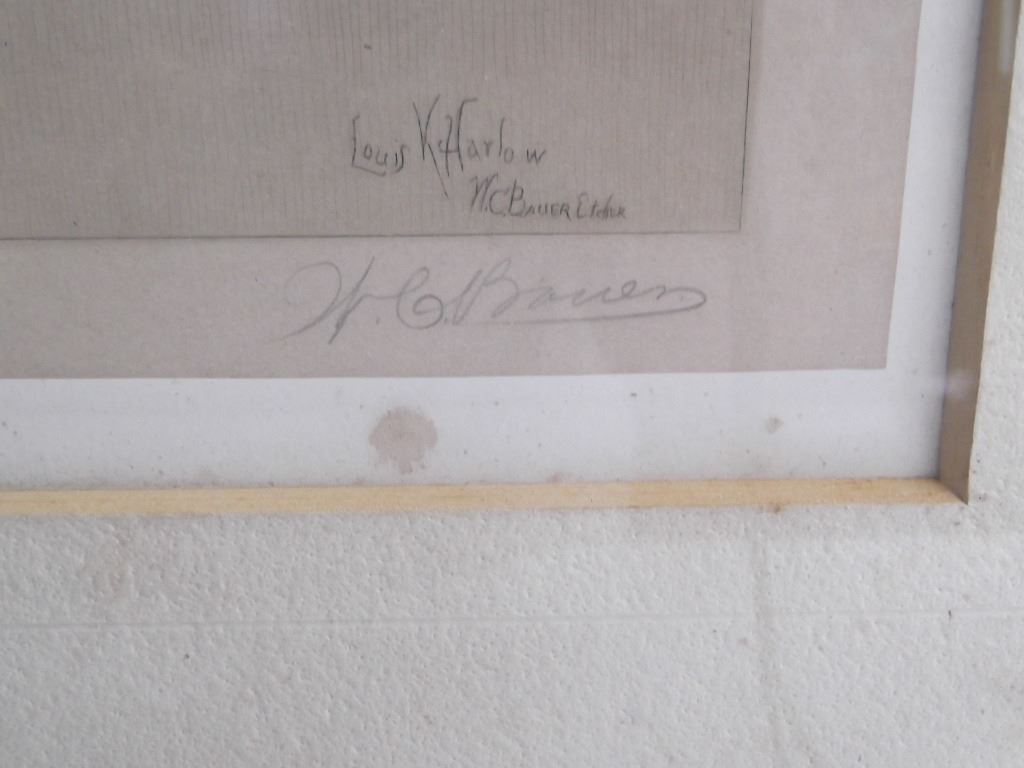 Louis K. Harlow
W.C. BAUER Etcher
W. C. Bauer.